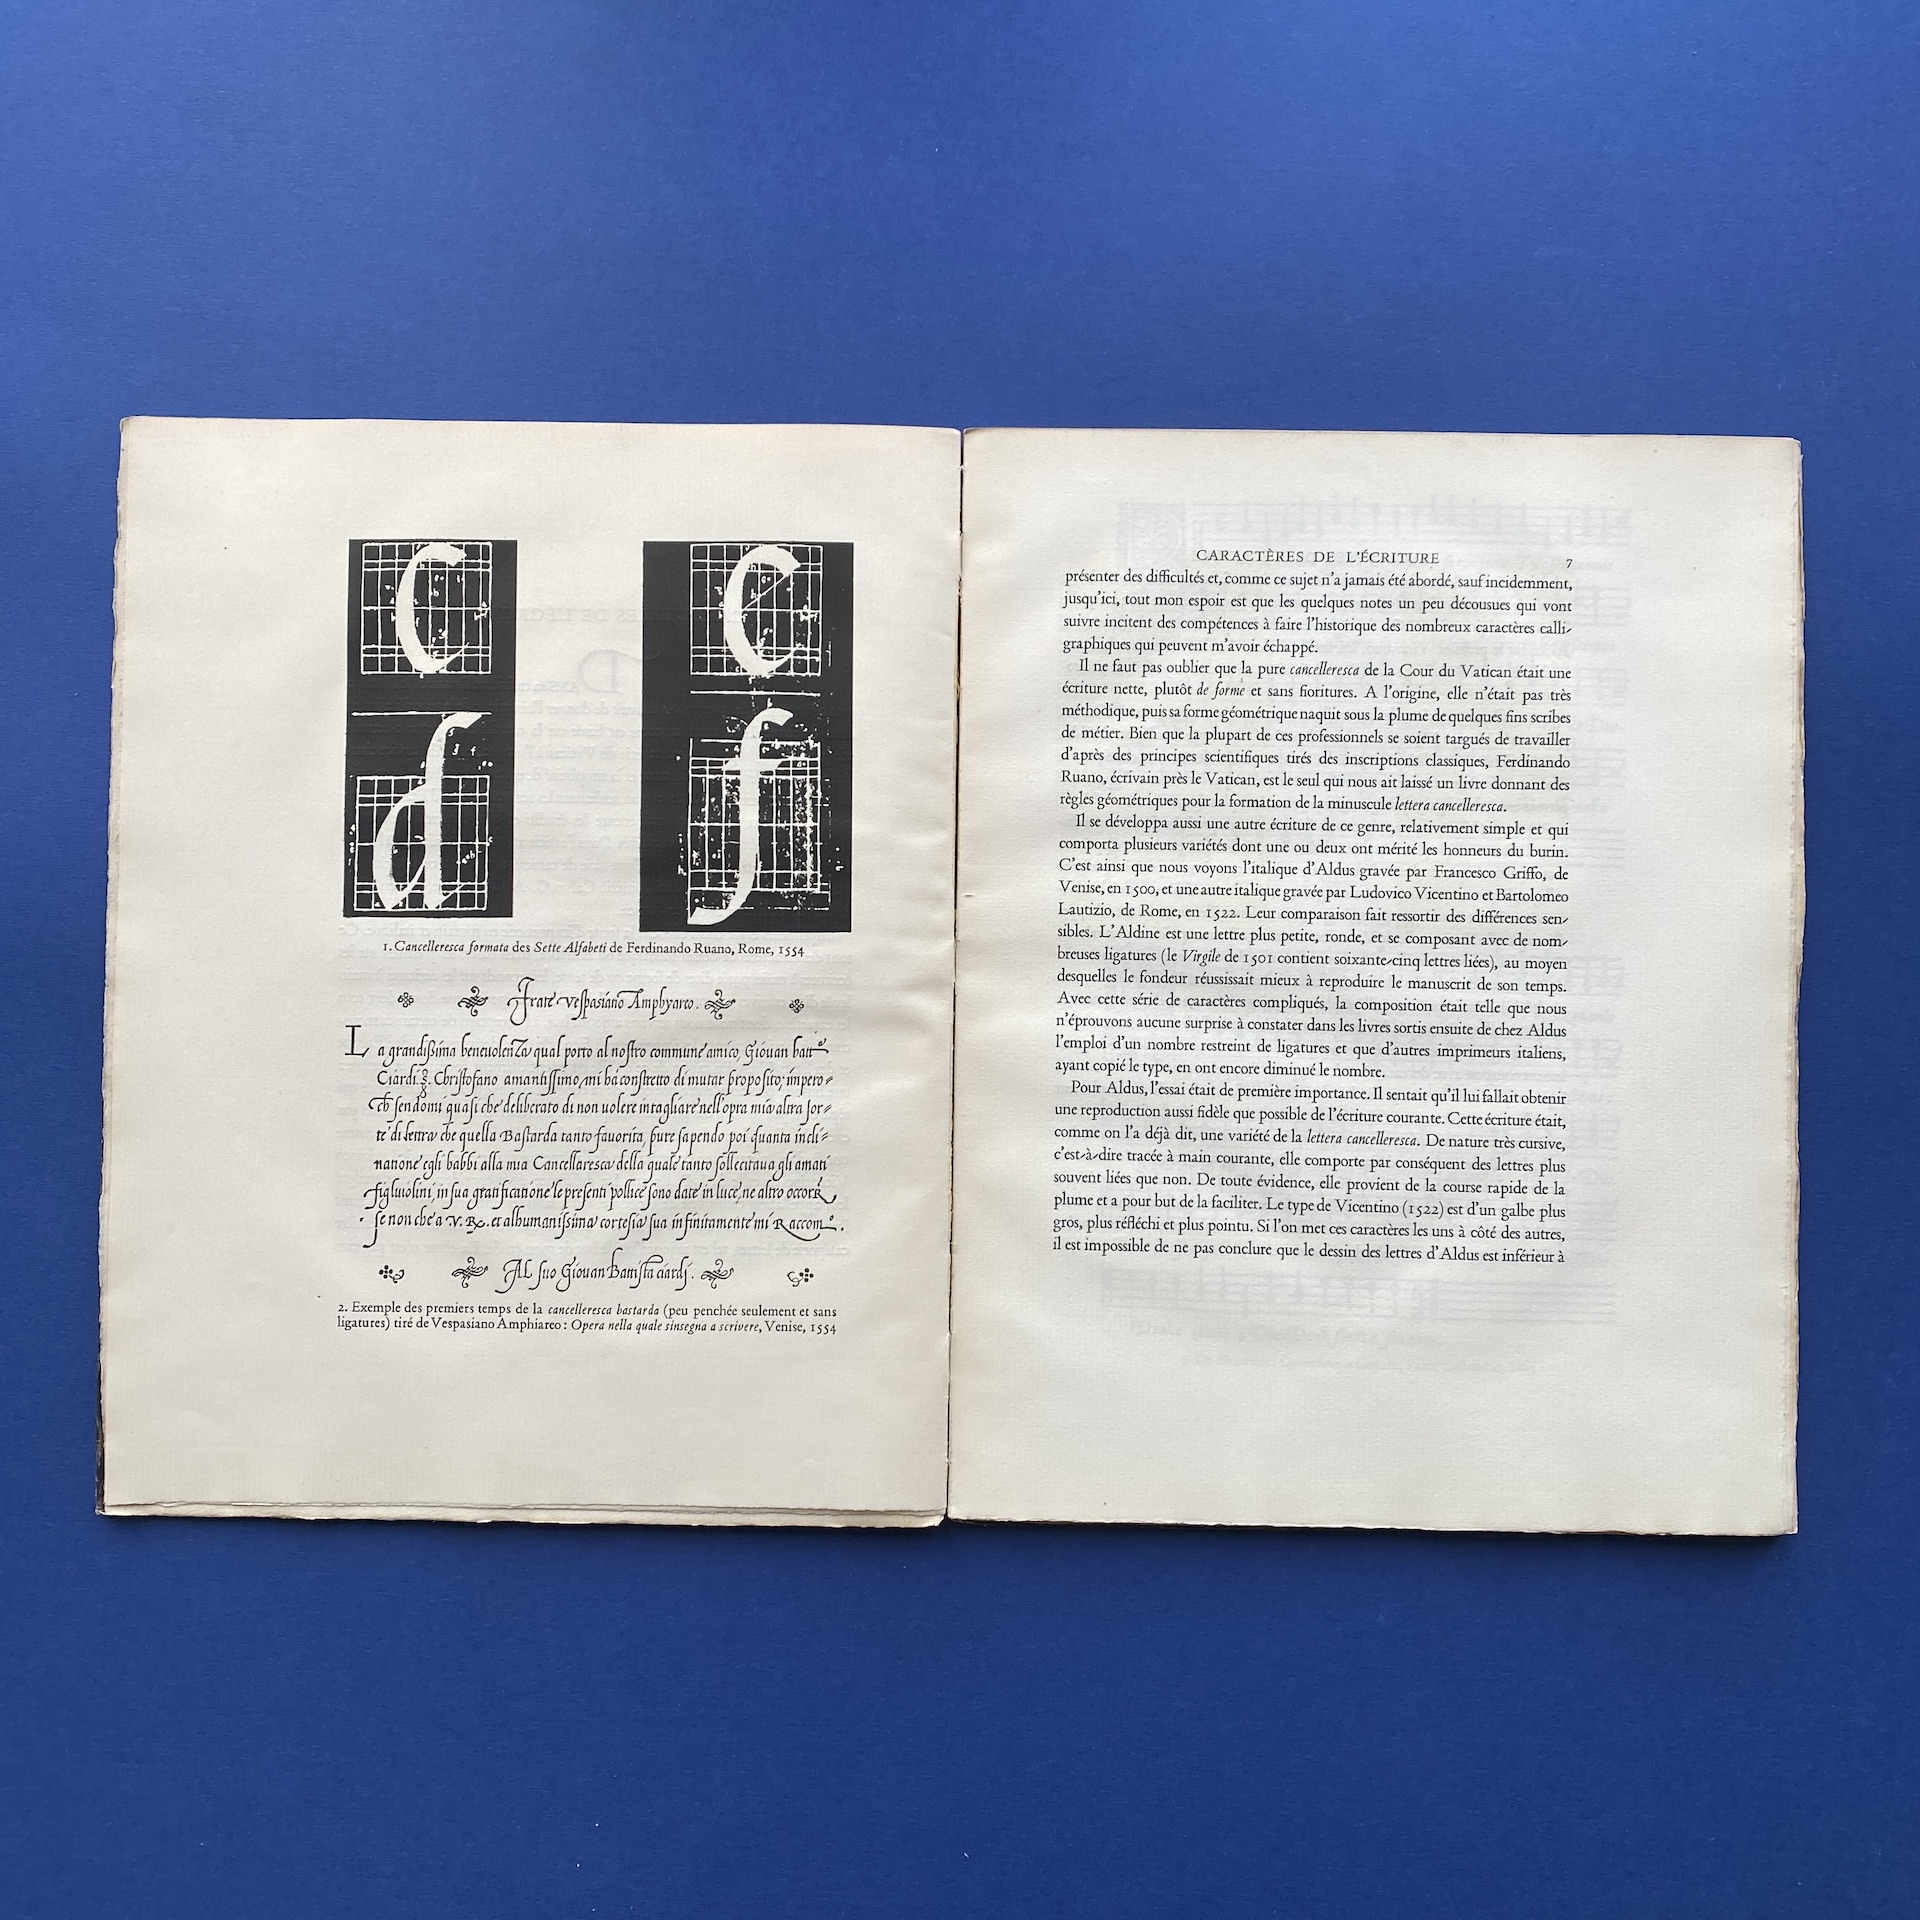 1. Cancelleresca formata des Sette Alfabeti de Ferdinando Ruano, Rome, 1554
Frate Vespasiano Amphyareo.
La grandißima beneuolenza qual porto al nostro commune amico, Giouan batt
Ciardi. Christofano amantissimo, mi ha constretto di mutar proposito; impero-
ch sendomi quasi che deliberato di non uolere intagliare nell'opra mia altra sor-
te di lettra che quella Bastarda tanto fauorita, pure sapendo poi quanta incli-
natione egli habbi alla mia Cancellaresca della quale tanto sollecitaua gli amati
figluiolini, in sua gratificatione le presenti pollice sono date in luce, ne altro occor
se non che a V. et alhumanissima cortesia sua infinitamente mi Raccom.
AL suo Giouan Battista ciardi.
2. Exemple des premiers temps de la cancelleresca bastarda (peu penchée seulement et sans
ligatures) tiré de Vespasiano Amphiareo : Opera nella quale sinsegna a scrivere, Venise, 1554
CARACTÈRES DE L'ÉCRITURE 7
présenter des difficultés et, comme ce sujet n'a jamais été abordé, sauf incidemment,
jusqu'ici, tout mon espoir est que les quelques notes un peu décousues qui vont
suivre incitent des compétences à faire l'historique des nombreux caractères calli-
graphiques qui peuvent m'avoir échappé.
Il ne faut pas oublier que la pure cancelleresca de la Cour du Vatican était une
écriture nette, plutôt de forme et sans fioritures. A l'origine, elle n'était pas très
méthodique, puis sa forme géométrique naquit sous la plume de quelques fins scribes
de métier. Bien que la plupart de ces professionnels se soient targués de travailler
d'après des principes scientifiques tirés des inscriptions classiques, Ferdinando
Ruano, écrivain près le Vatican, est le seul qui nous ait laissé un livre donnant des
règles géométriques pour la formation de la minuscule lettera cancelleresca.
Il se développa aussi une autre écriture de ce genre, relativement simple et qui
comporta plusieurs variétés dont une ou deux ont mérité les honneurs du burin.
C'est ainsi que nous voyons l'italique d'Aldus gravée par Francesco Griffo, de
Venise, en 1500, et une autre italique gravée par Ludovico Vicentino et Bartolomeo
Lautizio, de Rome, en 1522. Leur comparaison fait ressortir des différences sen-
sibles. L'Aldine est une lettre plus petite, ronde, et se composant avec de nom-
breuses ligatures (le Virgile de 1501 contient soixante-cinq lettres liées), au moyen
desquelles le fondeur réussissait mieux à reproduire le manuscrit de son temps.
Avec cette série de caractères compliqués, la composition était telle que nous
n'éprouvons aucune surprise à constater dans les livres sortis ensuite de chez Aldus
l'emploi d'un nombre restreint de ligatures et que d'autres imprimeurs italiens,
ayant copié le type, en ont encore diminué le nombre.
Pour Aldus, l'essai était de première importance. Il sentait qu'il lui fallait obtenir
une reproduction aussi fidèle que possible de l'écriture courante. Cette écriture était,
comme on l'a déjà dit, une variété de la lettera cancelleresca. De nature très cursive,
c'est-à-dire tracée à main courante, elle comporte par conséquent des lettres plus
souvent liées que non. De toute évidence, elle provient de la course rapide de la
plume et a pour but de la faciliter. Le type de Vicentino (1522) est d'un galbe plus
gros, plus réfléchi et plus pointu. Si l'on met ces caractères les uns à côté des autres,
il est impossible de ne pas conclure que le dessin des lettres d'Aldus est inférieur à